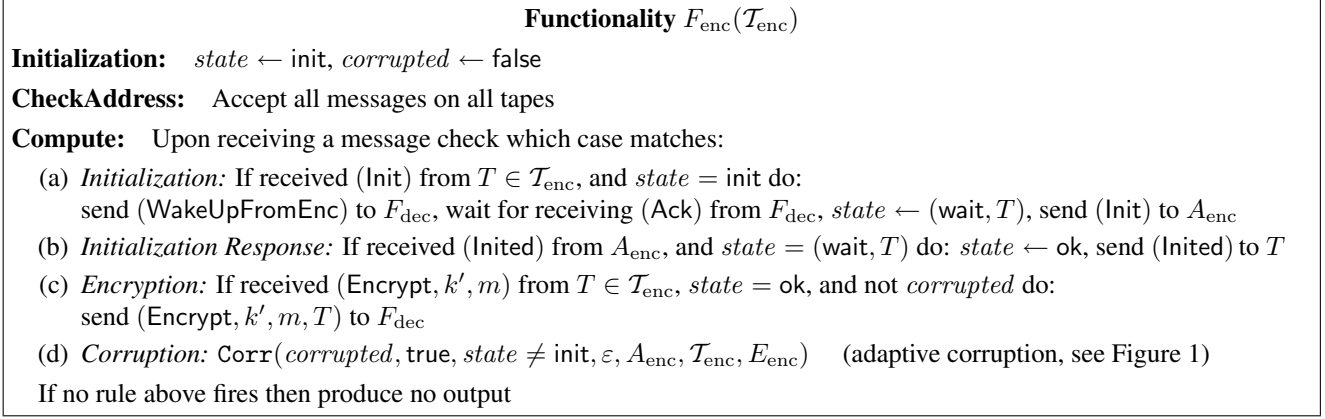 Functionality F_enc(𝒯_enc)
Initialization: state ← init, corrupted ← false
CheckAddress: Accept all messages on all tapes
Compute: Upon receiving a message check which case matches:
(a) Initialization: If received (Init) from T ∈ 𝒯_enc, and state = init do:
send (WakeUpFromEnc) to F_dec, wait for receiving (Ack) from F_dec, state ← (wait, T), send (Init) to A_enc
(b) Initialization Response: If received (Inited) from A_enc, and state = (wait, T) do: state ← ok, send (Inited) to T
(c) Encryption: If received (Encrypt, k′, m) from T ∈ 𝒯_enc, state = ok, and not corrupted do:
send (Encrypt, k′, m, T) to F_dec
(d) Corruption: Corr(corrupted, true, state ≠ init, ε, A_enc, 𝒯_enc, E_enc) (adaptive corruption, see Figure 1)
If no rule above fires then produce no output